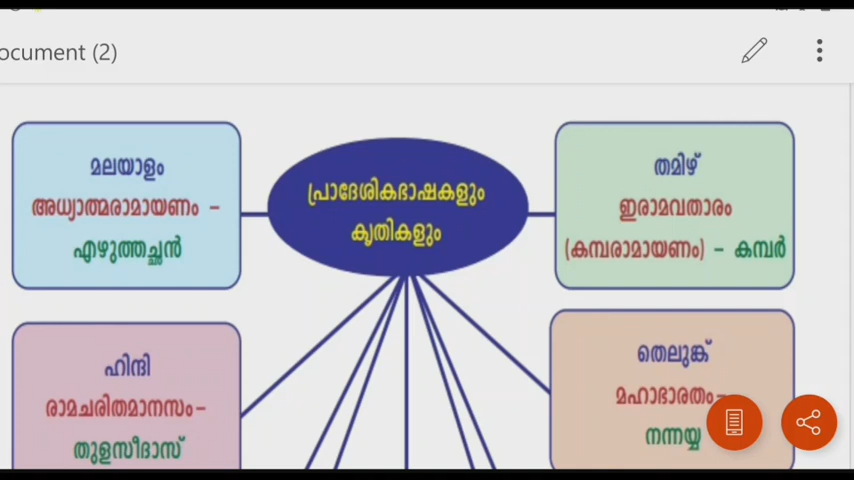 ocument (2)
പ്രാദേശികഭാഷകളും
കൃതികളും
മലയാളം
അധ്യാത്മരാമായണം –
എഴുത്തച്ഛൻ
തമിഴ്
ഇരാമവതാരം
(കമ്പരാമായണം) – കമ്പർ
ഹിന്ദി
രാമചരിതമാനസം–
തുളസീദാസ്
തെലുങ്ക്
മഹാഭാരതം–
നന്നയ്യ